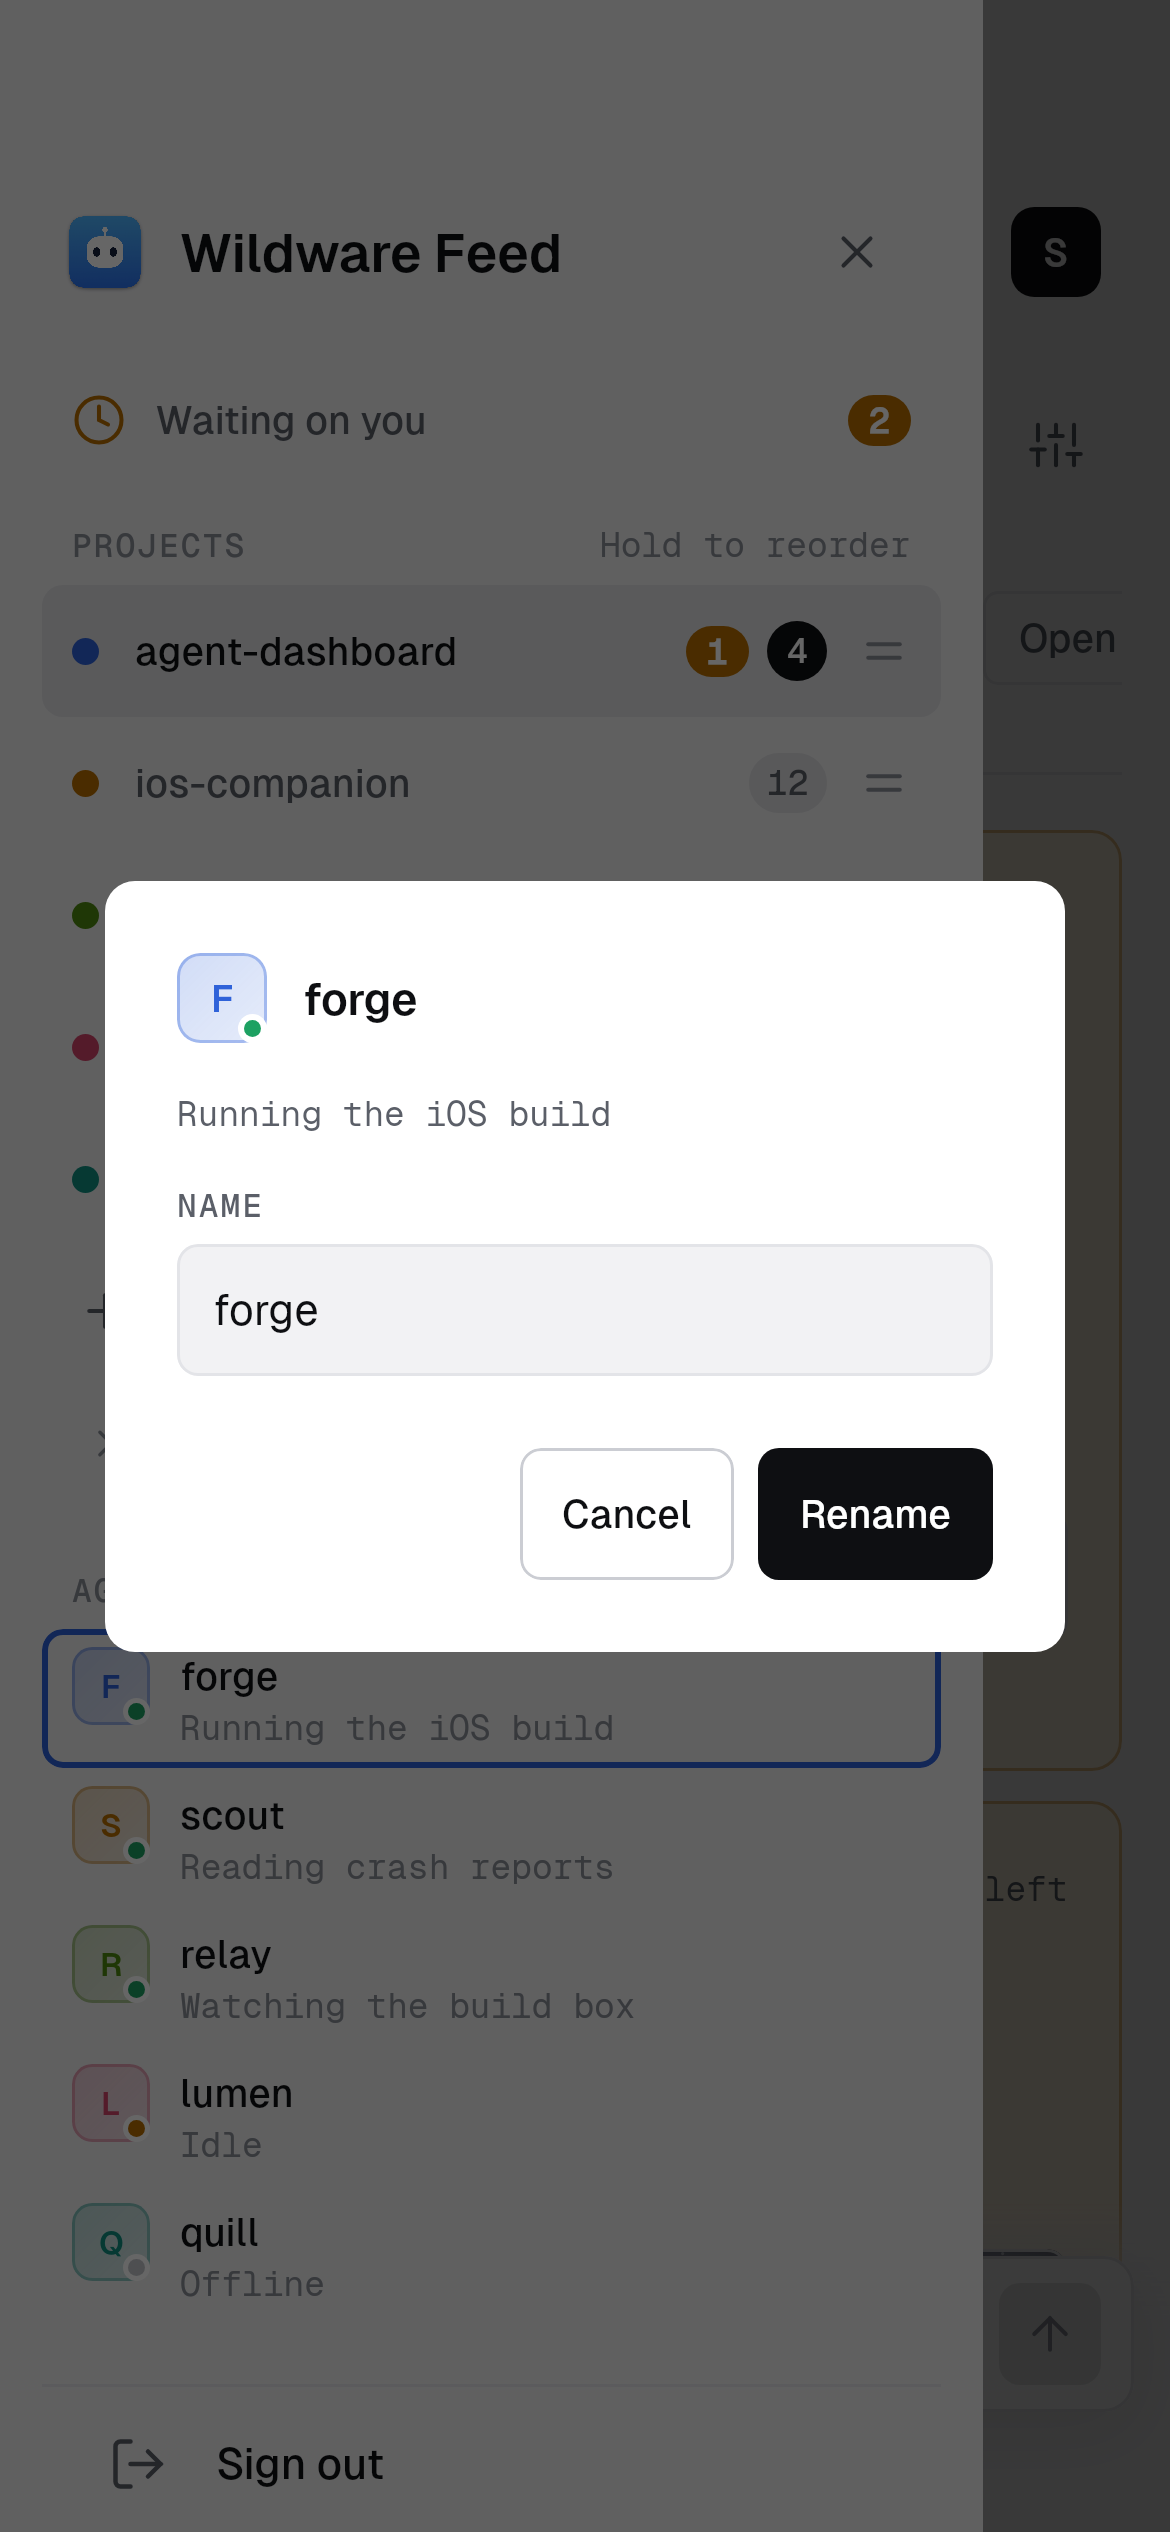 Wildware Feed
S
Waiting on you
2
PROJECTS
Hold to reorder
agent-dashboard
1
4
Open
ios-companion
12
F
forge
Running the iOS build
NAME
forge
Cancel
Rename
F
forge
Running the iOS build
S
scout
Reading crash reports
left
R
relay
Watching the build box
L
lumen
Idle
Q
quill
Offline
Sign out